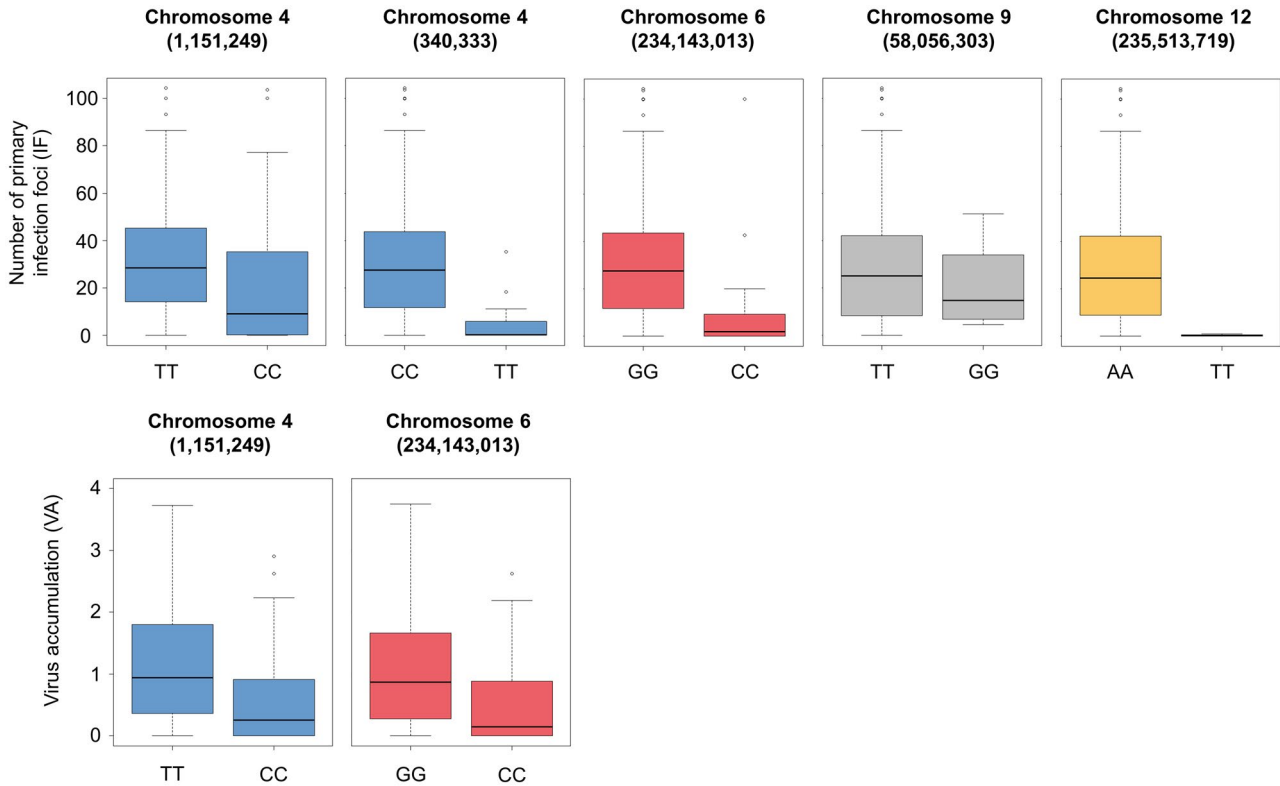 Chromosome 4
(1,151,249)
Chromosome 4
(340,333)
Chromosome 6
(234,143,013)
Chromosome 9
(58,056,303)
Chromosome 12
(235,513,719)
Number of primary
infection foci (IF)
100
80
60
40
20
0
TT
CC
CC
TT
GG
CC
TT
GG
AA
TT
Chromosome 4
(1,151,249)
Chromosome 6
(234,143,013)
Virus accumulation (VA)
4
3
2
1
0
TT
CC
GG
CC